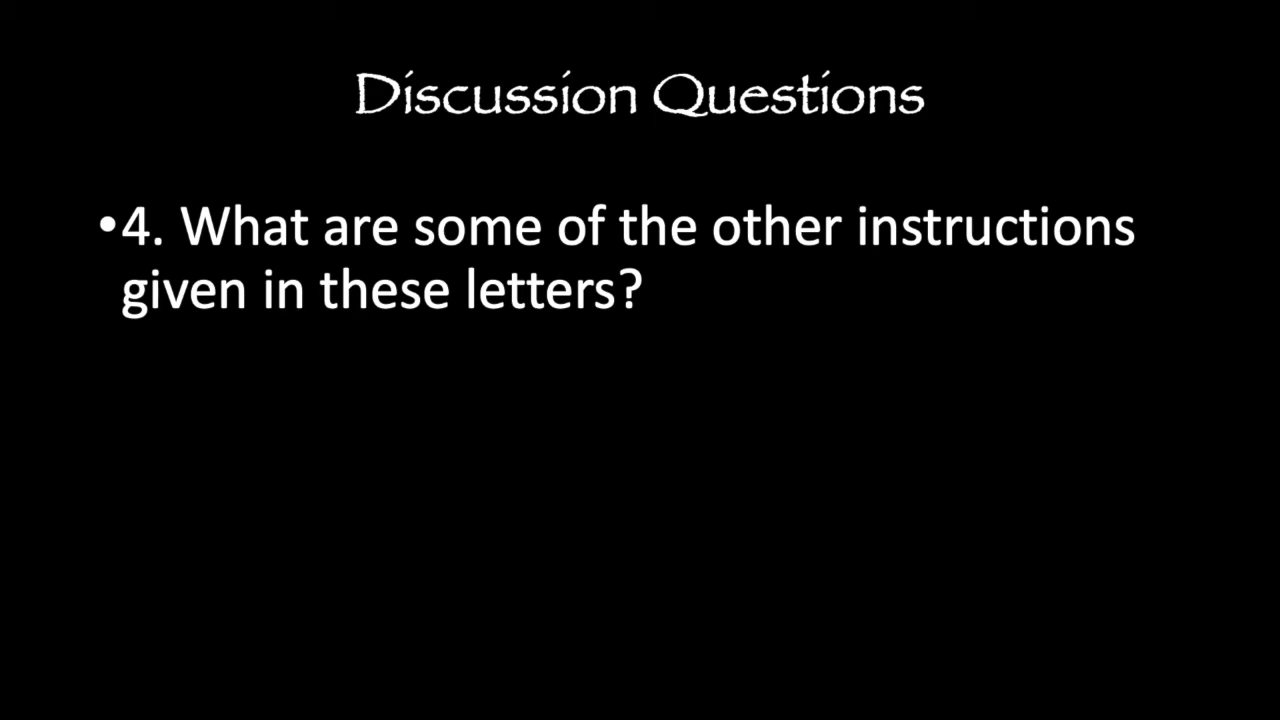 Discussion Questions
•4. What are some of the other instructions
given in these letters?